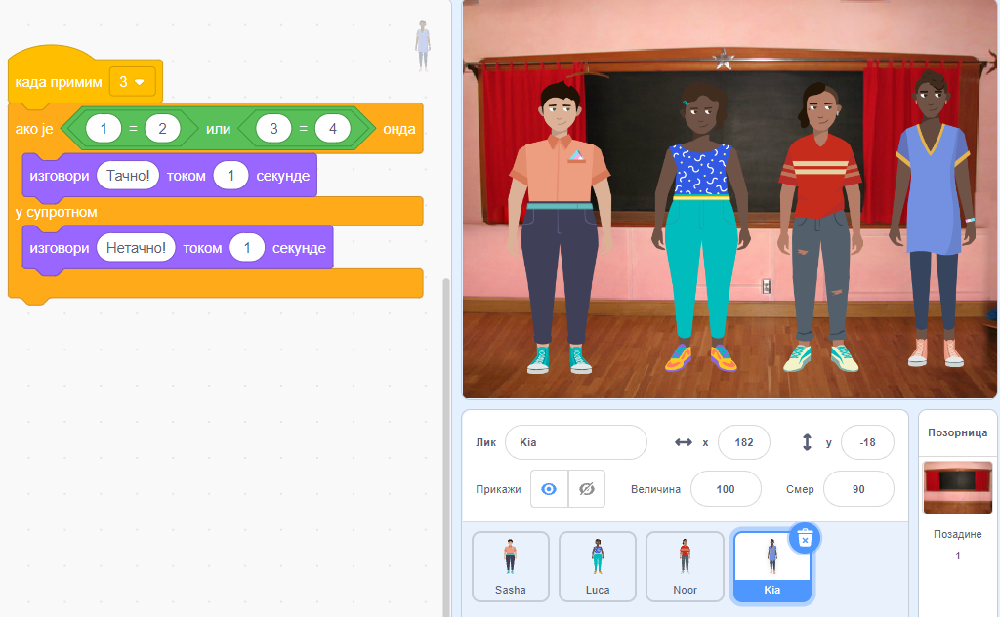 када примим 3
ако је 1 = 2 или 3 = 4 онда
изговори Тачно! током 1 секунде
у супротном
изговори Нетачно! током 1 секунде
Лик Kia x 182 y -18
Прикажи Величина 100 Смер 90
Sasha Luca Noor Kia
Позорница
Позадине
1